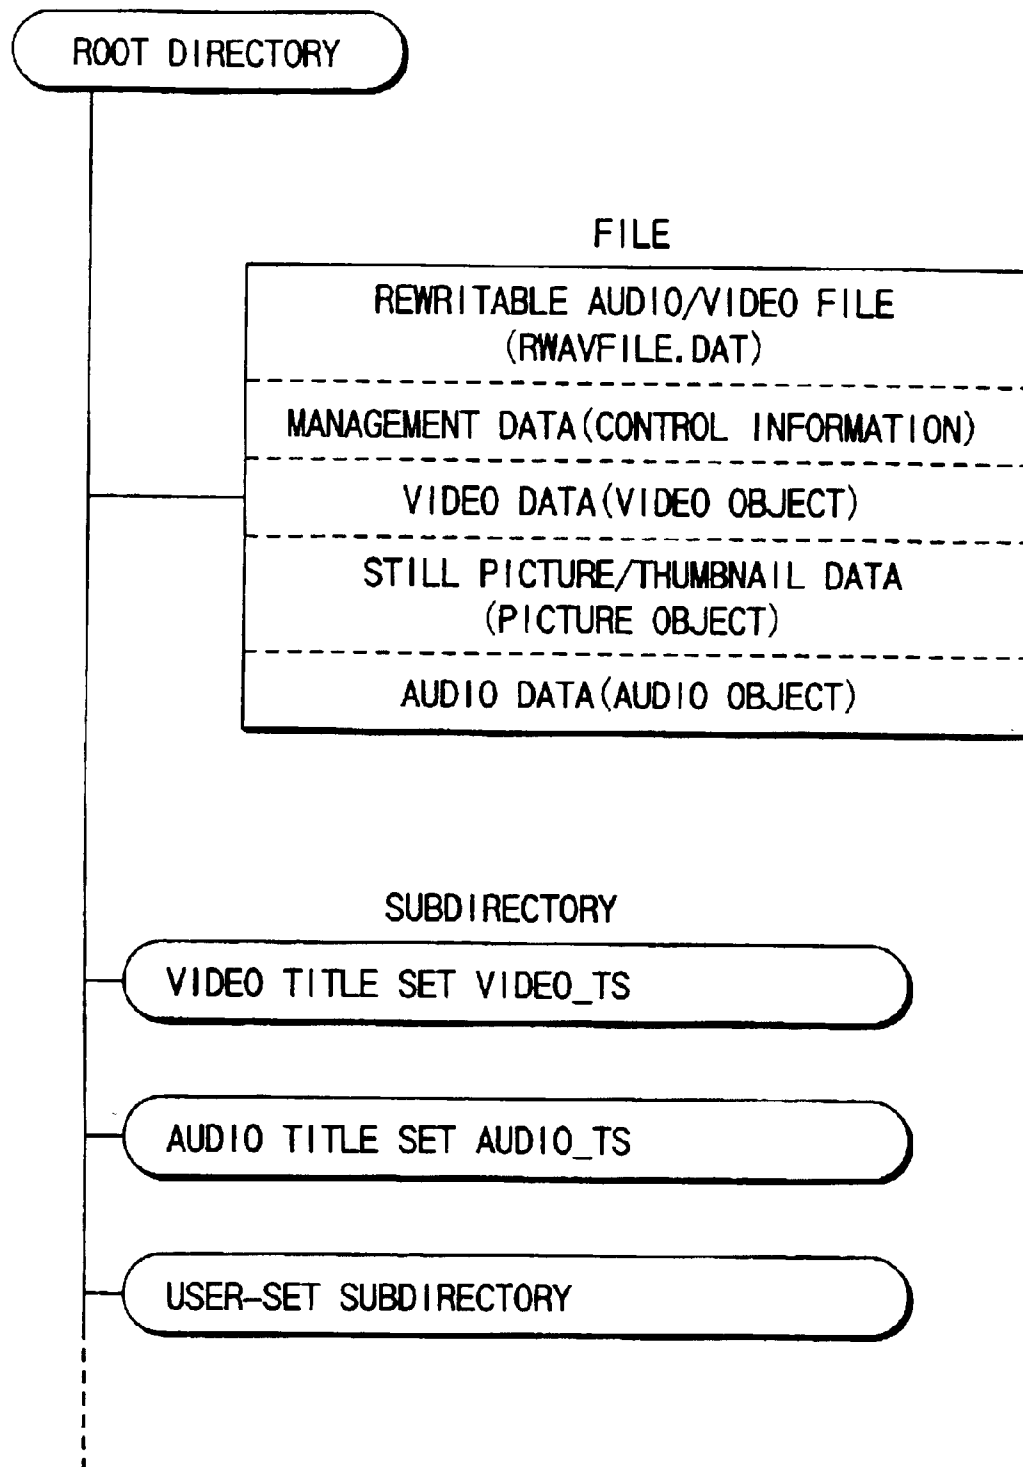 ROOT DIRECTORY
FILE
REWRITABLE AUDIO/VIDEO FILE
(RWAVFILE.DAT)
MANAGEMENT DATA(CONTROL INFORMATION)
VIDEO DATA(VIDEO OBJECT)
STILL PICTURE/THUMBNAIL DATA
(PICTURE OBJECT)
AUDIO DATA(AUDIO OBJECT)
SUBDIRECTORY
VIDEO TITLE SET VIDEO_TS
AUDIO TITLE SET AUDIO_TS
USER-SET SUBDIRECTORY